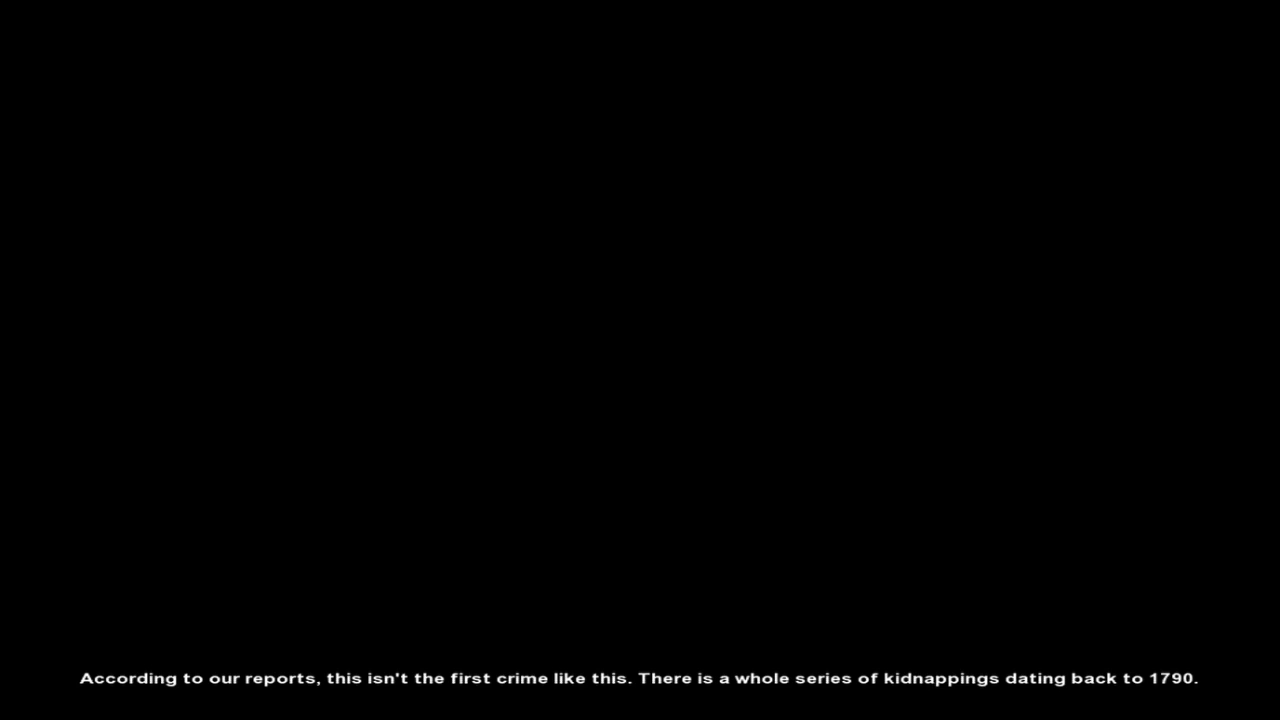 According to our reports, this isn't the first crime like this. There is a whole series of kidnappings dating back to 1790.